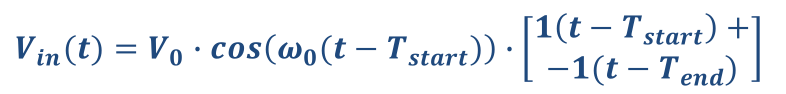 V_in(t) = V_0 · cos(ω_0(t − T_start)) · [1(t − T_start) +
−1(t − T_end)]